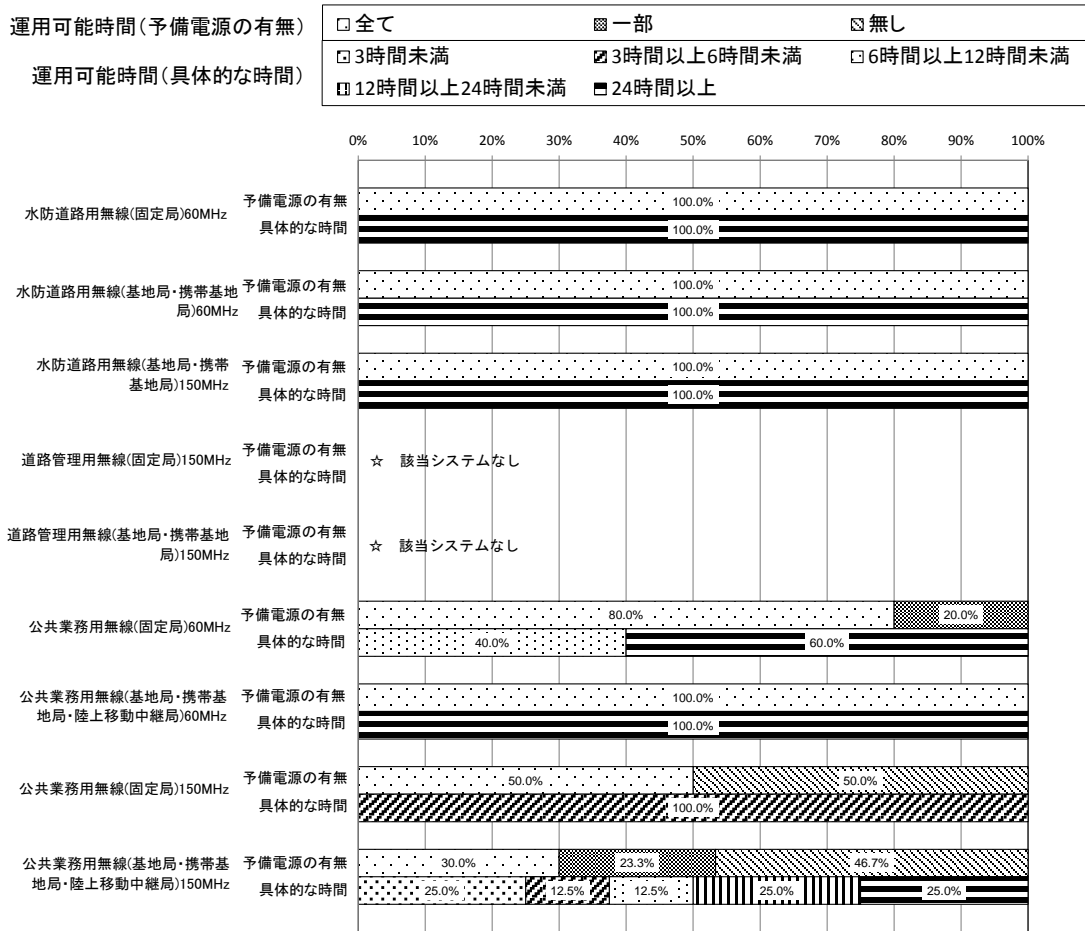 運用可能時間(予備電源の有無)
全て 一部 無し
運用可能時間(具体的な時間)
3時間未満 3時間以上6時間未満 6時間以上12時間未満
12時間以上24時間未満 24時間以上
0% 10% 20% 30% 40% 50% 60% 70% 80% 90% 100%
水防道路用無線(固定局)60MHz
予備電源の有無
100.0%
具体的な時間
100.0%
水防道路用無線(基地局・携帯基地
局)60MHz
予備電源の有無
100.0%
具体的な時間
100.0%
水防道路用無線(基地局・携帯
基地局)150MHz
予備電源の有無
100.0%
具体的な時間
100.0%
道路管理用無線(固定局)150MHz
予備電源の有無
具体的な時間
☆ 該当システムなし
道路管理用無線(基地局・携帯基地
局)150MHz
予備電源の有無
具体的な時間
☆ 該当システムなし
公共業務用無線(固定局)60MHz
予備電源の有無
80.0% 20.0%
具体的な時間
40.0% 60.0%
公共業務用無線(基地局・携帯基
地局・陸上移動中継局)60MHz
予備電源の有無
100.0%
具体的な時間
100.0%
公共業務用無線(固定局)150MHz
予備電源の有無
50.0% 50.0%
具体的な時間
100.0%
公共業務用無線(基地局・携帯基
地局・陸上移動中継局)150MHz
予備電源の有無
30.0% 23.3% 46.7%
具体的な時間
25.0% 12.5% 12.5% 25.0% 25.0%